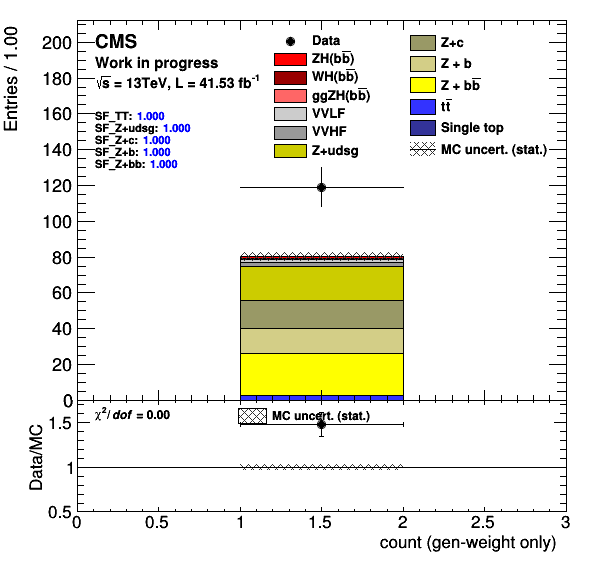 CMS
Work in progress
√s = 13TeV, L = 41.53 fb⁻¹
SF_TT: 1.000
SF_Z+udsg: 1.000
SF_Z+c: 1.000
SF_Z+b: 1.000
SF_Z+bb: 1.000
Data
ZH(bb̅)
WH(bb̅)
ggZH(bb̅)
VVLF
VVHF
Z+udsg
Z+c
Z + b
Z + bb̅
tt̅
Single top
MC uncert. (stat.)
Entries / 1.00
200
180
160
140
120
100
80
60
40
20
0
χ²/dof = 0.00
MC uncert. (stat.)
Data/MC
1.5
1
0.5
0 0.5 1 1.5 2 2.5 3
count (gen-weight only)